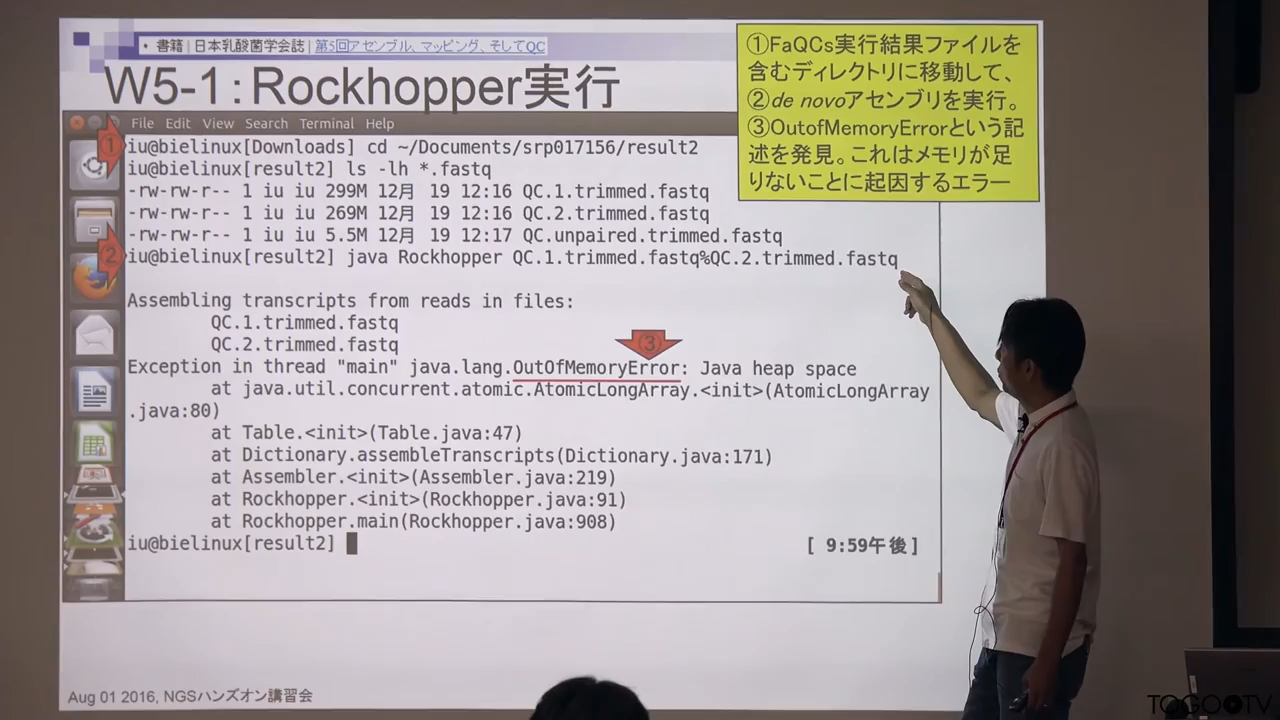 • 書籍 | 日本乳酸菌学会誌 | 第5回アセンブル、マッピング、そしてQC
W5-1：Rockhopper実行
①FaQCs実行結果ファイルを
含むディレクトリに移動して、
②de novoアセンブリを実行。
③OutofMemoryErrorという記
述を発見。これはメモリが足
りないことに起因するエラー
File Edit View Search Terminal Help
①
iu@bielinux[Downloads] cd ~/Documents/srp017156/result2
iu@bielinux[result2] ls -lh *.fastq
-rw-rw-r-- 1 iu iu 299M 12月 19 12:16 QC.1.trimmed.fastq
-rw-rw-r-- 1 iu iu 269M 12月 19 12:16 QC.2.trimmed.fastq
-rw-rw-r-- 1 iu iu 5.5M 12月 19 12:17 QC.unpaired.trimmed.fastq
②
iu@bielinux[result2] java Rockhopper QC.1.trimmed.fastq%QC.2.trimmed.fastq
Assembling transcripts from reads in files:
QC.1.trimmed.fastq
QC.2.trimmed.fastq
③
Exception in thread "main" java.lang.OutOfMemoryError: Java heap space
at java.util.concurrent.atomic.AtomicLongArray.<init>(AtomicLongArray
.java:80)
at Table.<init>(Table.java:47)
at Dictionary.assembleTranscripts(Dictionary.java:171)
at Assembler.<init>(Assembler.java:219)
at Rockhopper.<init>(Rockhopper.java:91)
at Rockhopper.main(Rockhopper.java:908)
iu@bielinux[result2]
[ 9:59午後]
Aug 01 2016, NGSハンズオン講習会
TOGOTV